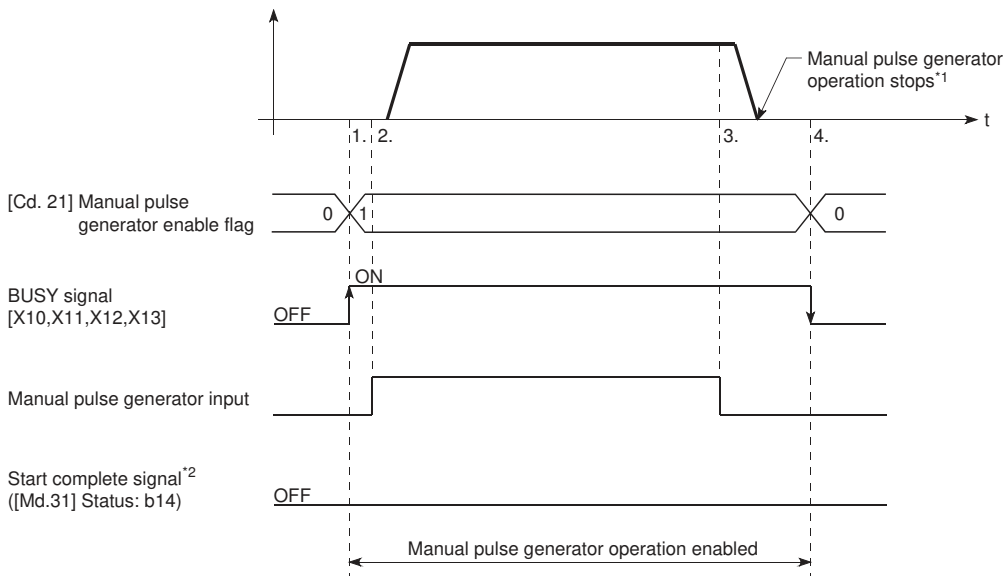 Manual pulse generator
operation stops*1
t
1. 2. 3. 4.
[Cd. 21] Manual pulse
generator enable flag
0 1 0
ON
BUSY signal
[X10,X11,X12,X13]
OFF
Manual pulse generator input
Start complete signal*2
([Md.31] Status: b14)
OFF
Manual pulse generator operation enabled